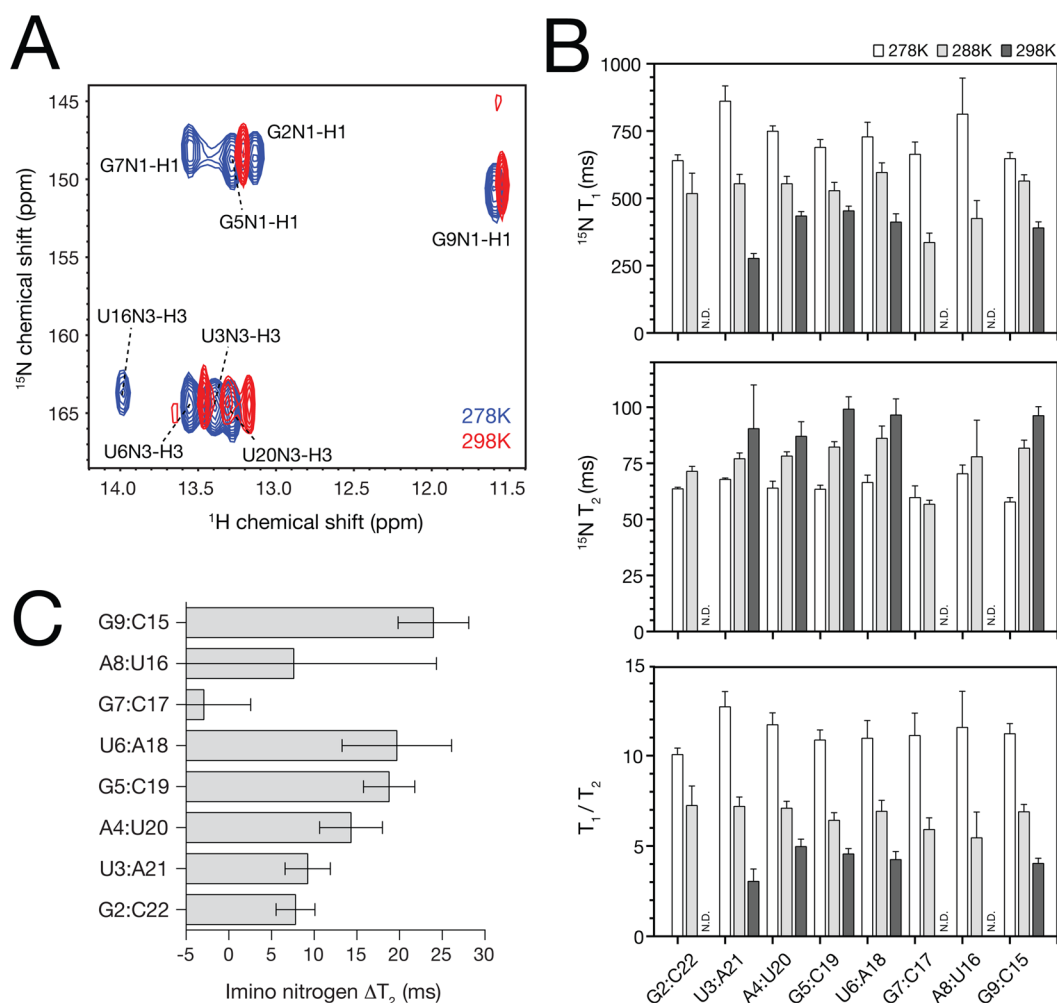 A
145
150
155
160
165
14.0
13.5
13.0
12.5
12.0
11.5
¹⁵N chemical shift (ppm)
¹H chemical shift (ppm)
G7N1-H1
G2N1-H1
G5N1-H1
G9N1-H1
U16N3-H3
U3N3-H3
U6N3-H3
U20N3-H3
278K
298K
B
278K 288K 298K
1000
750
500
250
0
¹⁵N T₁ (ms)
N.D.
N.D.
N.D.
100
75
50
25
0
¹⁵N T₂ (ms)
N.D.
N.D.
N.D.
15
10
5
0
T₁ / T₂
N.D.
N.D.
N.D.
G2:C22
U3:A21
A4:U20
G5:C19
U6:A18
G7:C17
A8:U16
G9:C15
C
G9:C15
A8:U16
G7:C17
U6:A18
G5:C19
A4:U20
U3:A21
G2:C22
-5 0 5 10 15 20 25 30
Imino nitrogen ΔT₂ (ms)